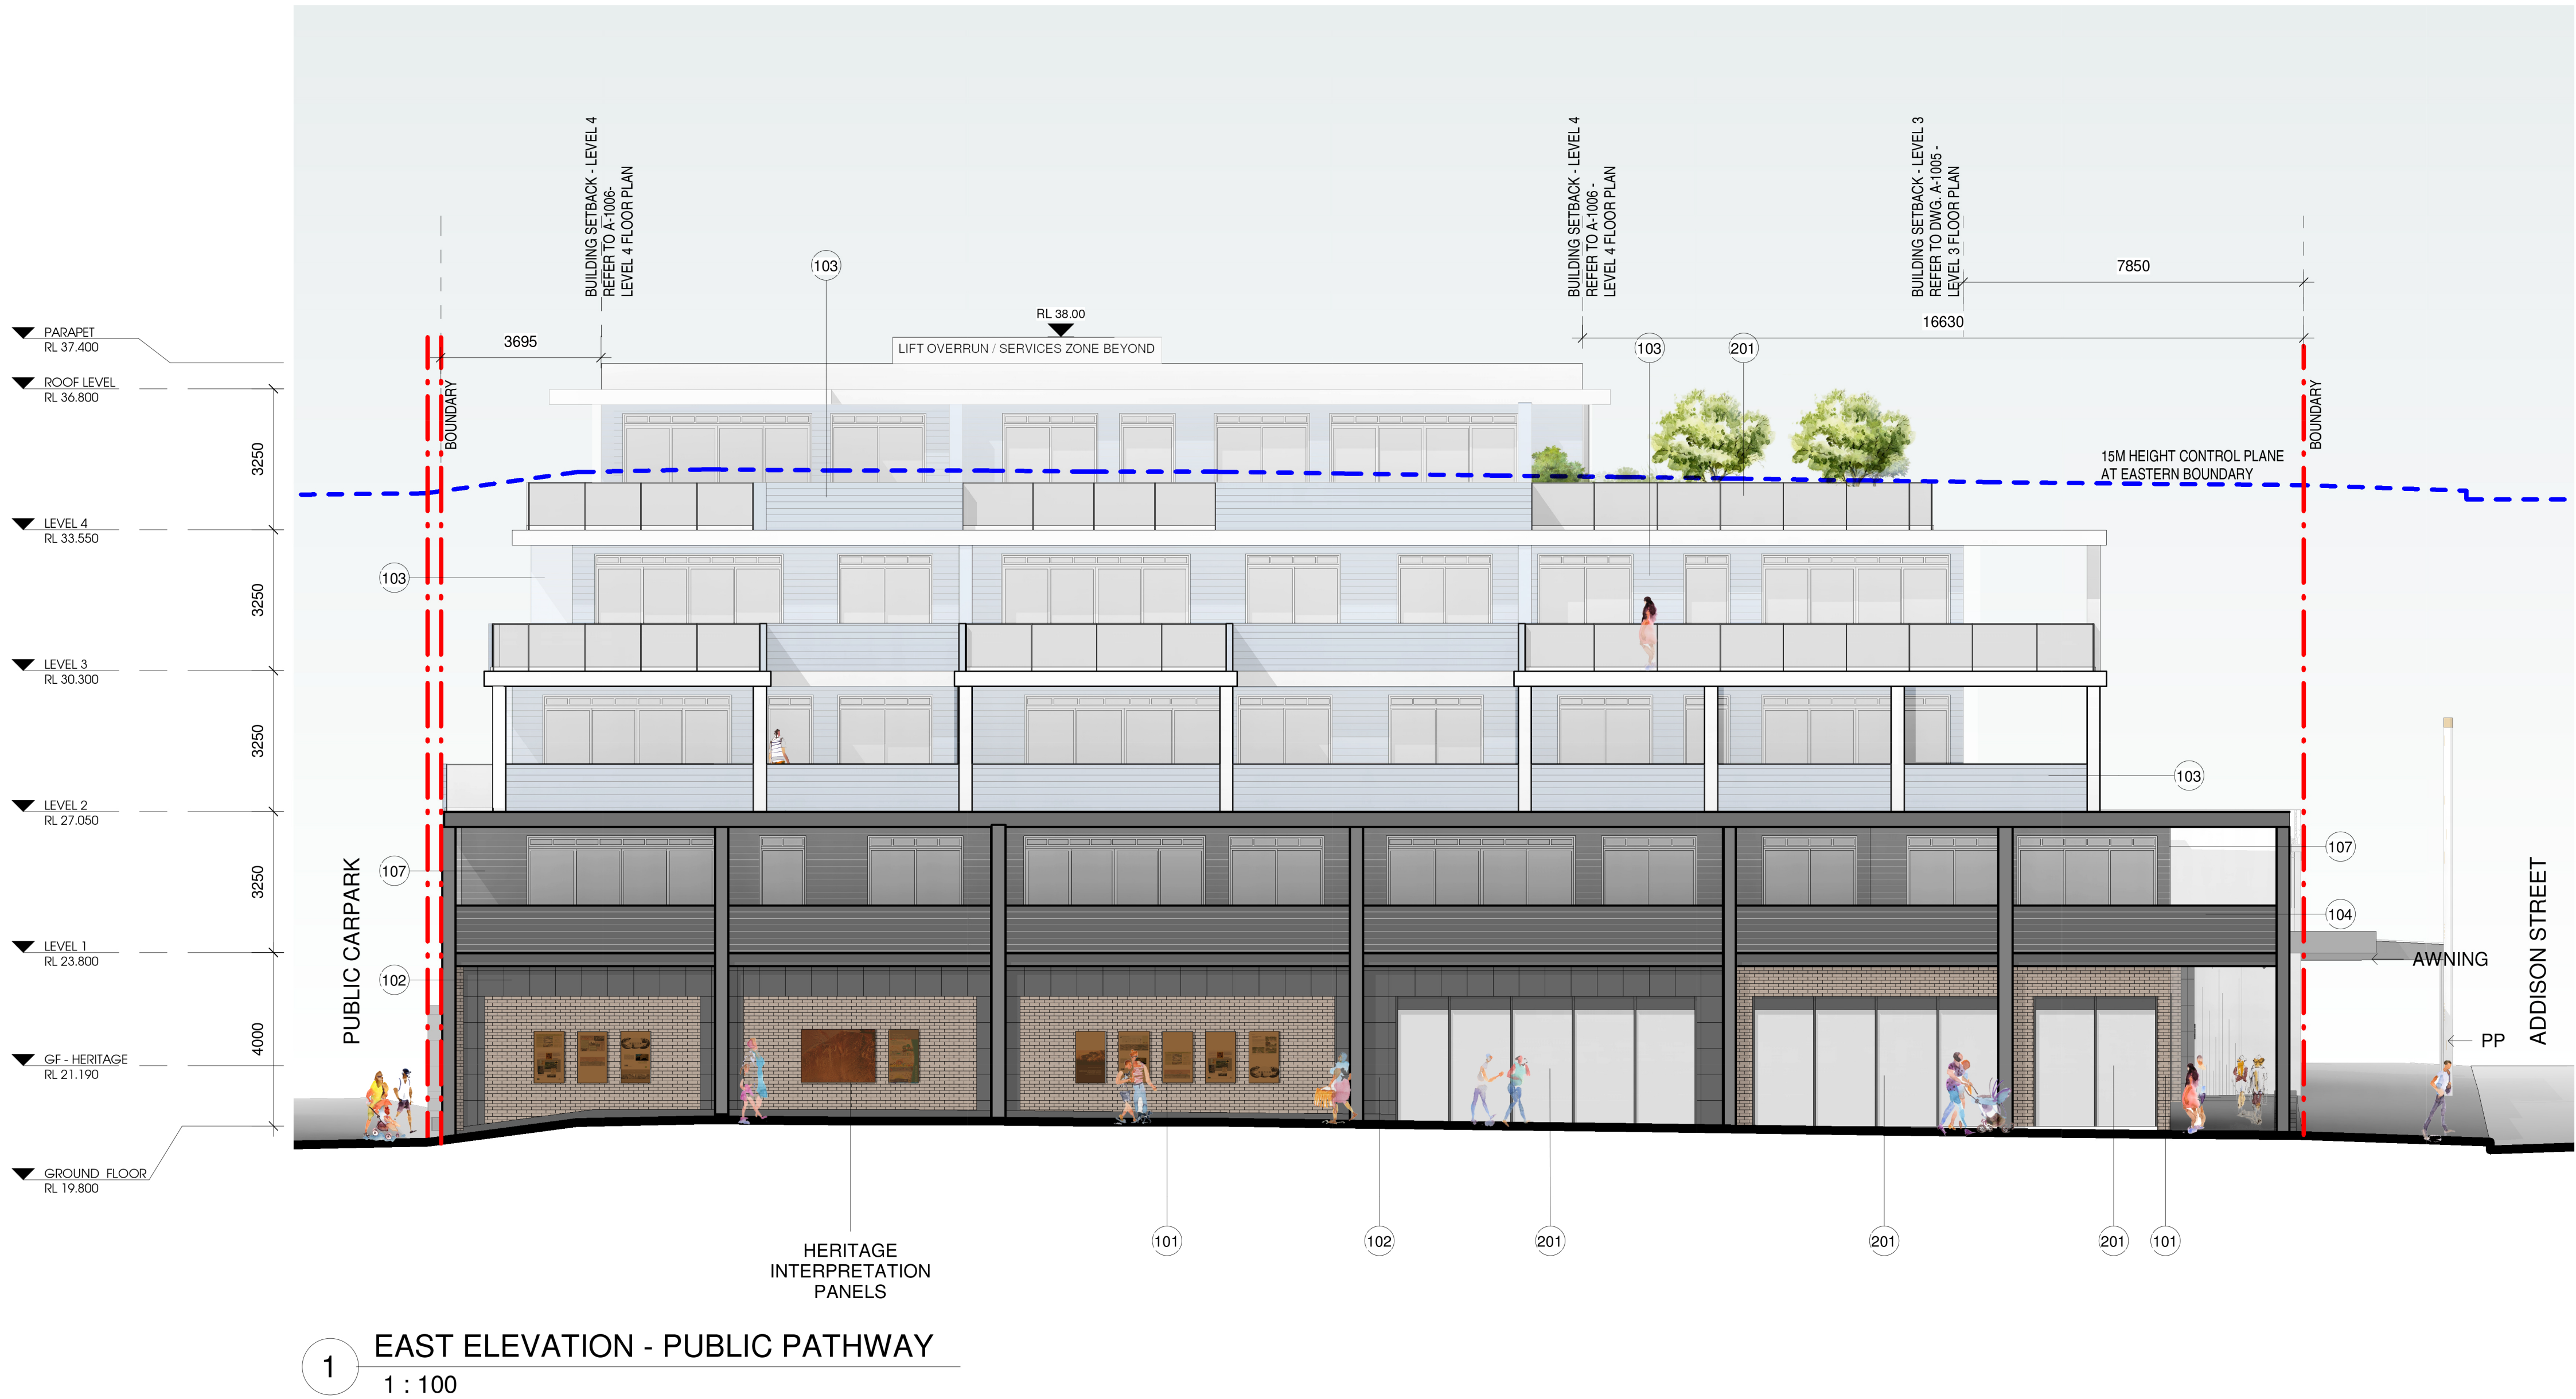 BUILDING SETBACK - LEVEL 4
REFER TO A-1006-
LEVEL 4 FLOOR PLAN
BUILDING SETBACK - LEVEL 4
REFER TO A-1006 -
LEVEL 4 FLOOR PLAN
BUILDING SETBACK - LEVEL 3
REFER TO DWG. A-1005 -
LEVEL 3 FLOOR PLAN
103
7850
RL 38.00
16630
PARAPET
RL 37.400
3695
LIFT OVERRUN / SERVICES ZONE BEYOND
103
201
ROOF LEVEL
RL 36.800
BOUNDARY
BOUNDARY
3250
15M HEIGHT CONTROL PLANE
AT EASTERN BOUNDARY
LEVEL 4
RL 33.550
103
3250
LEVEL 3
RL 30.300
3250
103
LEVEL 2
RL 27.050
PUBLIC CARPARK
107
107
3250
104
ADDISON STREET
LEVEL 1
RL 23.800
AWNING
102
4000
PP
GF - HERITAGE
RL 21.190
GROUND FLOOR
RL 19.800
HERITAGE
INTERPRETATION
PANELS
101
102
201
201
201
101
1
EAST ELEVATION - PUBLIC PATHWAY
1 : 100